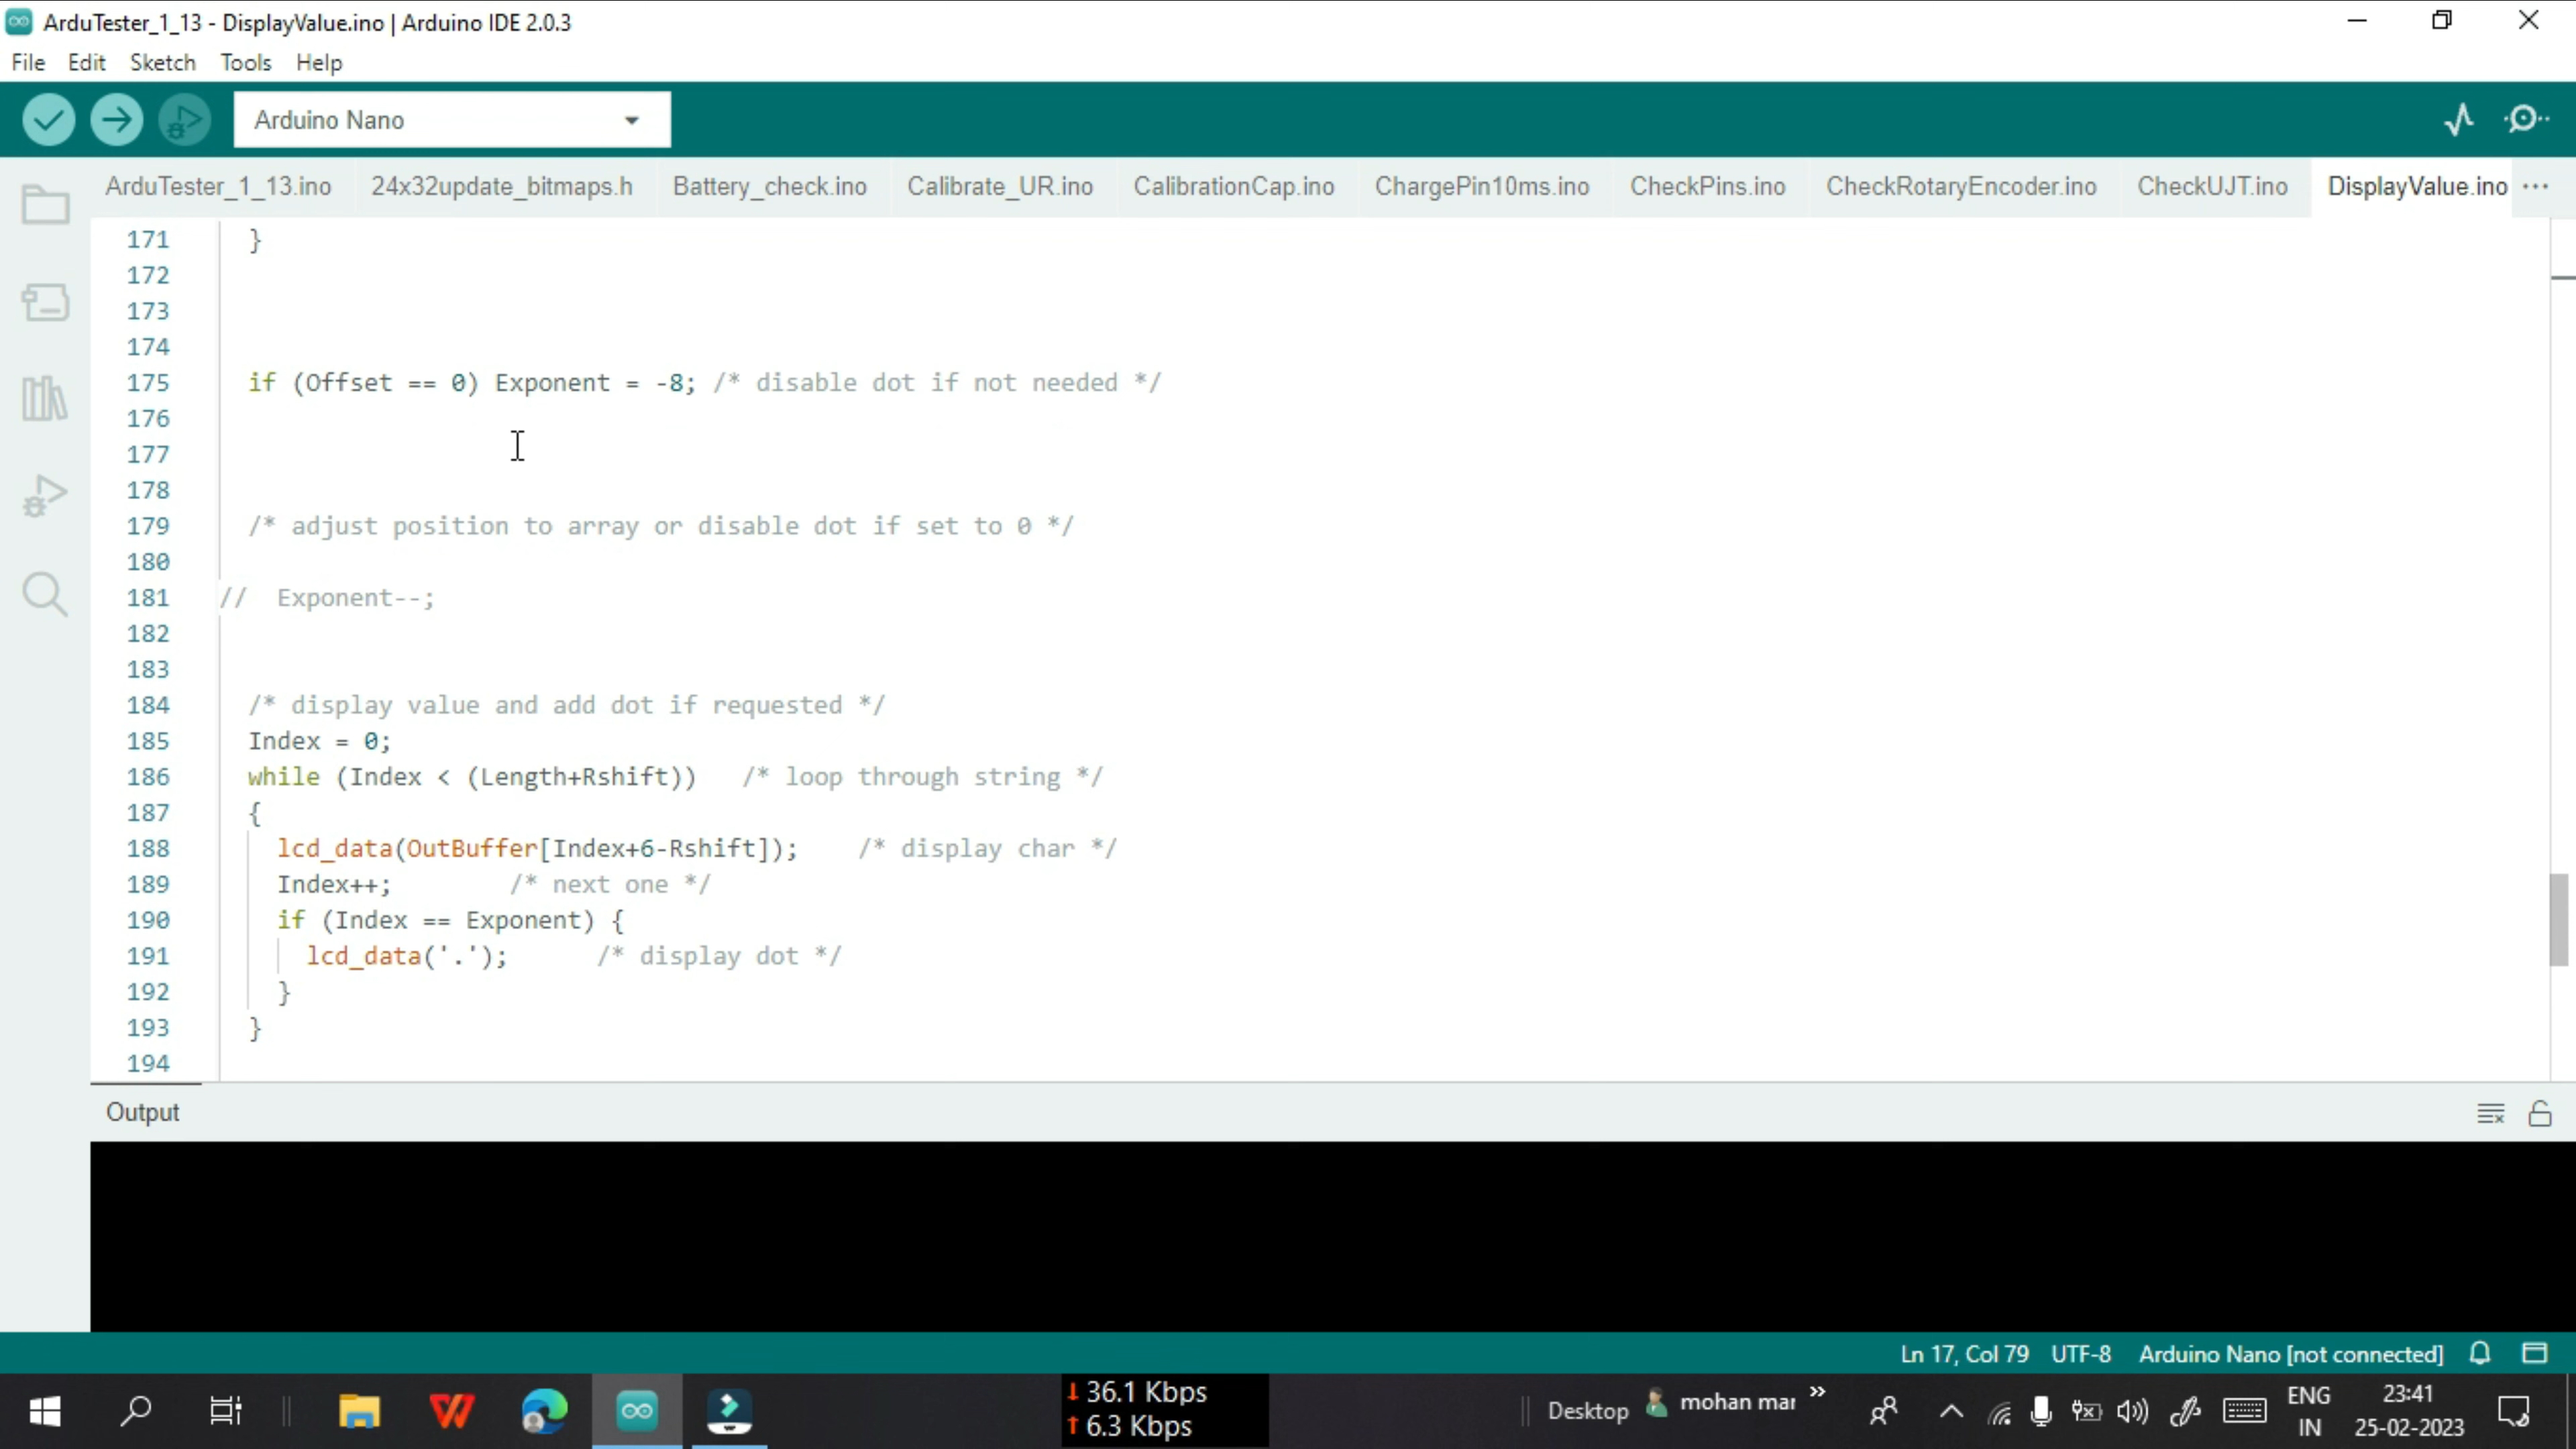 ArduTester_1_13 - DisplayValue.ino | Arduino IDE 2.0.3
File Edit Sketch Tools Help
Arduino Nano
ArduTester_1_13.ino 24x32update_bitmaps.h Battery_check.ino Calibrate_UR.ino CalibrationCap.ino ChargePin10ms.ino CheckPins.ino CheckRotaryEncoder.ino CheckUJT.ino DisplayValue.ino ...
171 }
172
173
174
175 if (Offset == 0) Exponent = -8; /* disable dot if not needed */
176
177
178
179 /* adjust position to array or disable dot if set to 0 */
180
181 // Exponent--;
182
183
184 /* display value and add dot if requested */
185 Index = 0;
186 while (Index < (Length+Rshift)) /* loop through string */
187 {
188 lcd_data(OutBuffer[Index+6-Rshift]); /* display char */
189 Index++; /* next one */
190 if (Index == Exponent) {
191 lcd_data('.'); /* display dot */
192 }
193 }
194
Output
Ln 17, Col 79 UTF-8 Arduino Nano [not connected]
↓ 36.1 Kbps
↑ 6.3 Kbps
Desktop mohan mar »
ENG
IN
23:41
25-02-2023